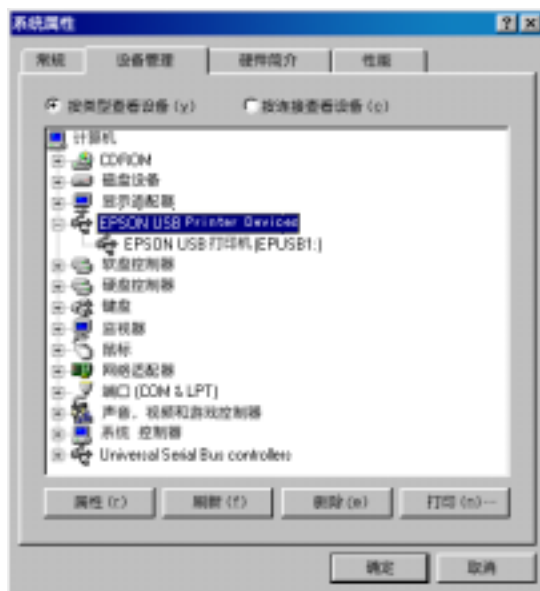 系统属性
常规 设备管理 硬件简介 性能
按类型查看设备(y) 按连接查看设备(c)
计算机
CDROM
磁盘设备
显示适配器
EPSON USB Printer Devices
EPSON USB 打印机(EPUSB1:)
软盘控制器
硬盘控制器
键盘
监视器
鼠标
网络适配器
端口 (COM & LPT)
声音、视频和游戏控制器
系统 控制器
Universal Serial Bus controllers
属性(r) 刷新(f) 删除(m) 打印(n)…
确定 取消